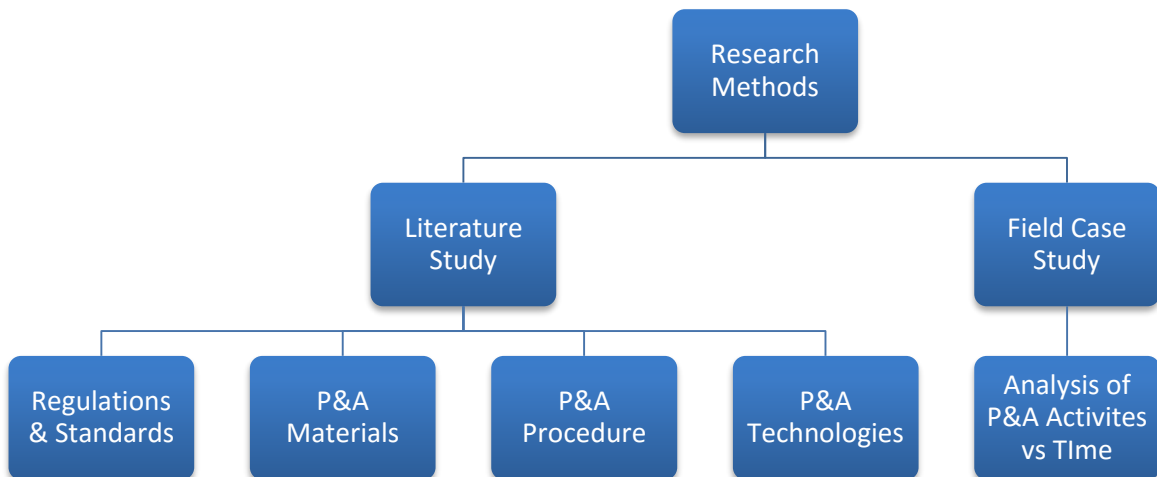 Research
Methods
Literature
Study
Field Case
Study
Regulations
& Standards
P&A
Materials
P&A
Procedure
P&A
Technologies
Analysis of
P&A Activites
vs TIme